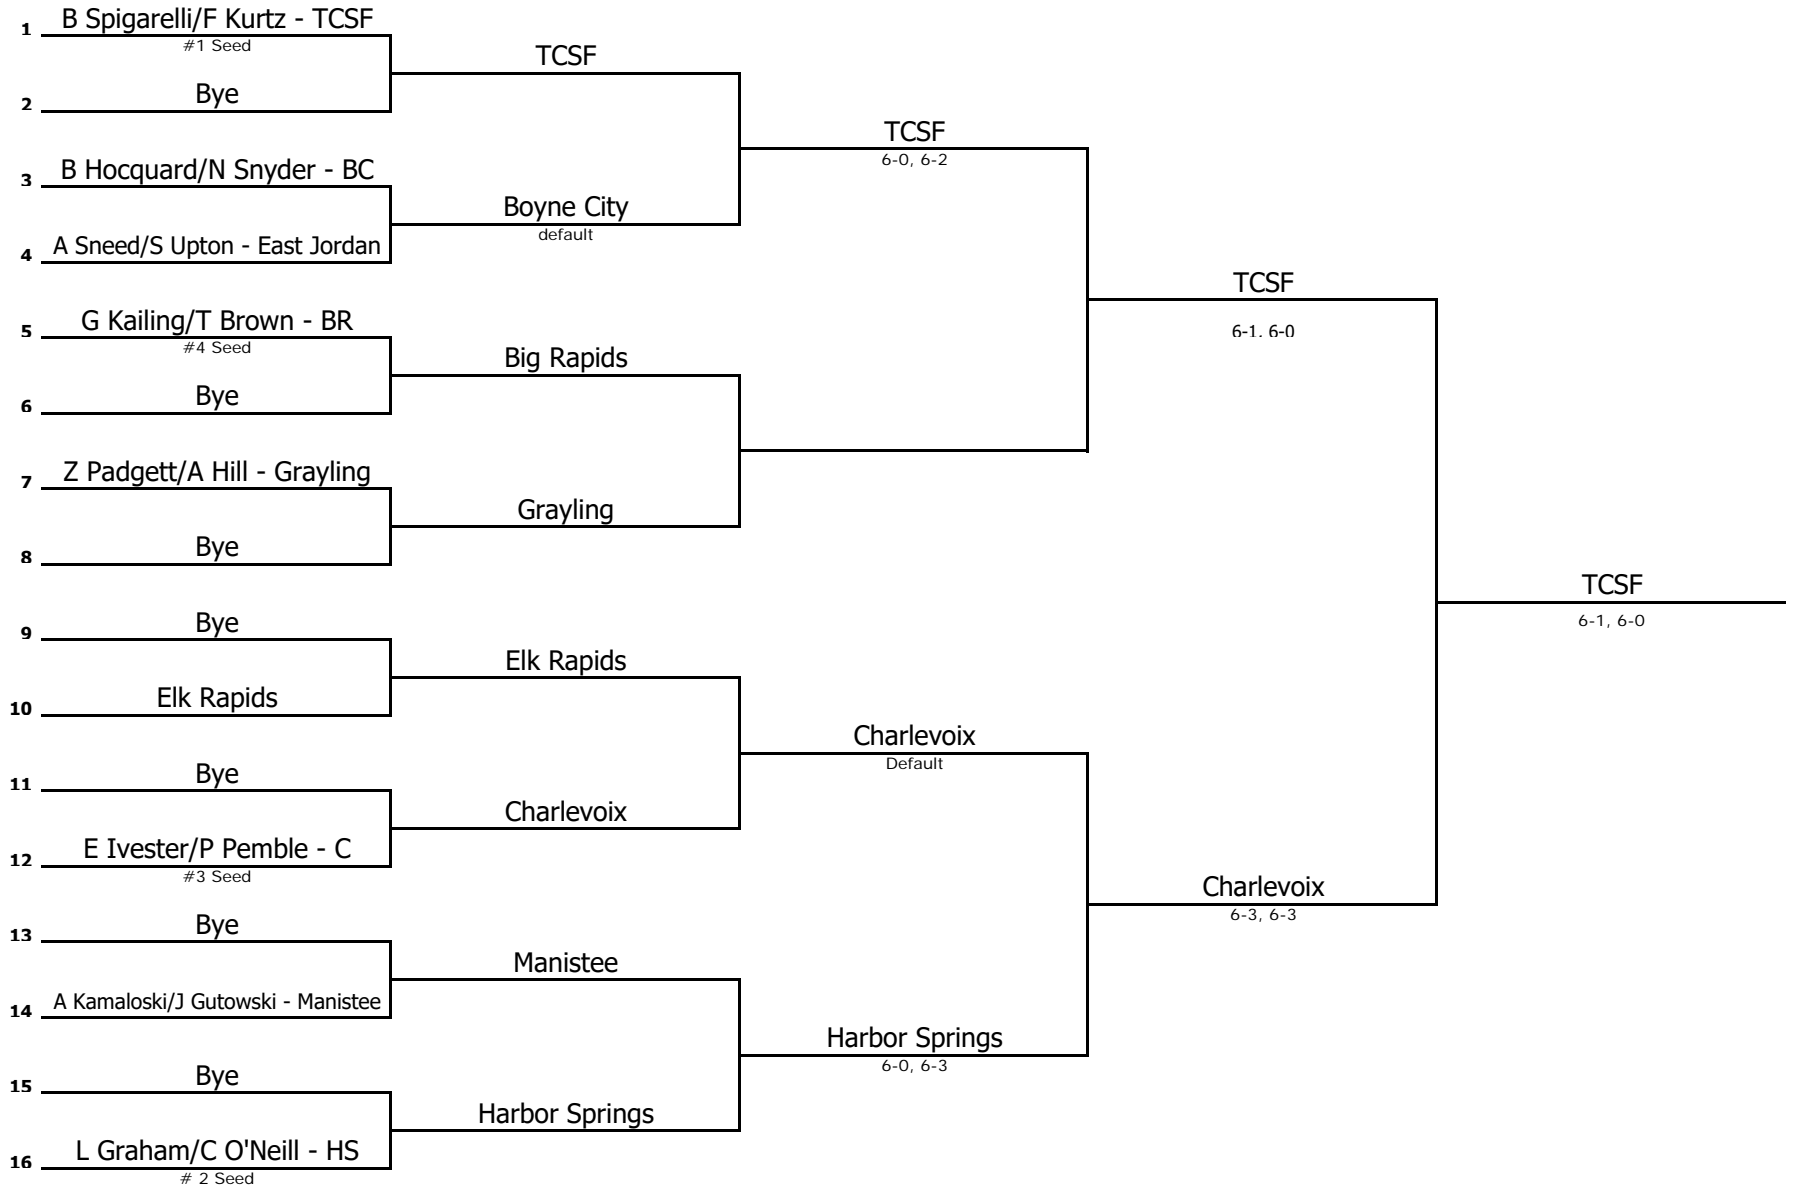 1 B Spigarelli/F Kurtz - TCSF
#1 Seed
2 Bye
3 B Hocquard/N Snyder - BC
4 A Sneed/S Upton - East Jordan
5 G Kailing/T Brown - BR
#4 Seed
6 Bye
7 Z Padgett/A Hill - Grayling
8 Bye
9 Bye
10 Elk Rapids
11 Bye
12 E Ivester/P Pemble - C
#3 Seed
13 Bye
14 A Kamaloski/J Gutowski - Manistee
15 Bye
16 L Graham/C O'Neill - HS
# 2 Seed
TCSF
Boyne City
default
Big Rapids
Grayling
Elk Rapids
Charlevoix
Manistee
Harbor Springs
TCSF
6-0, 6-2
Charlevoix
Default
Harbor Springs
6-0, 6-3
TCSF
6-1, 6-0
Charlevoix
6-3, 6-3
TCSF
6-1, 6-0